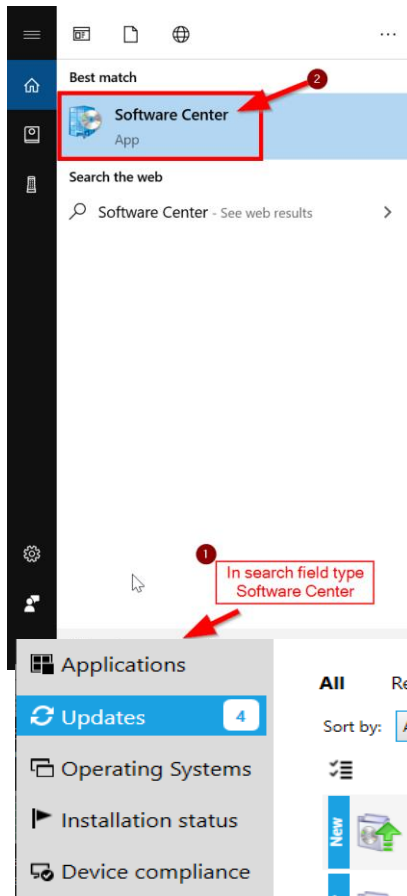 Best match
2
Software Center
App
Search the web
Software Center - See web results
1
In search field type
Software Center
Applications
All Re
Updates 4
Sort by: A
Operating Systems
Installation status
New
Device compliance